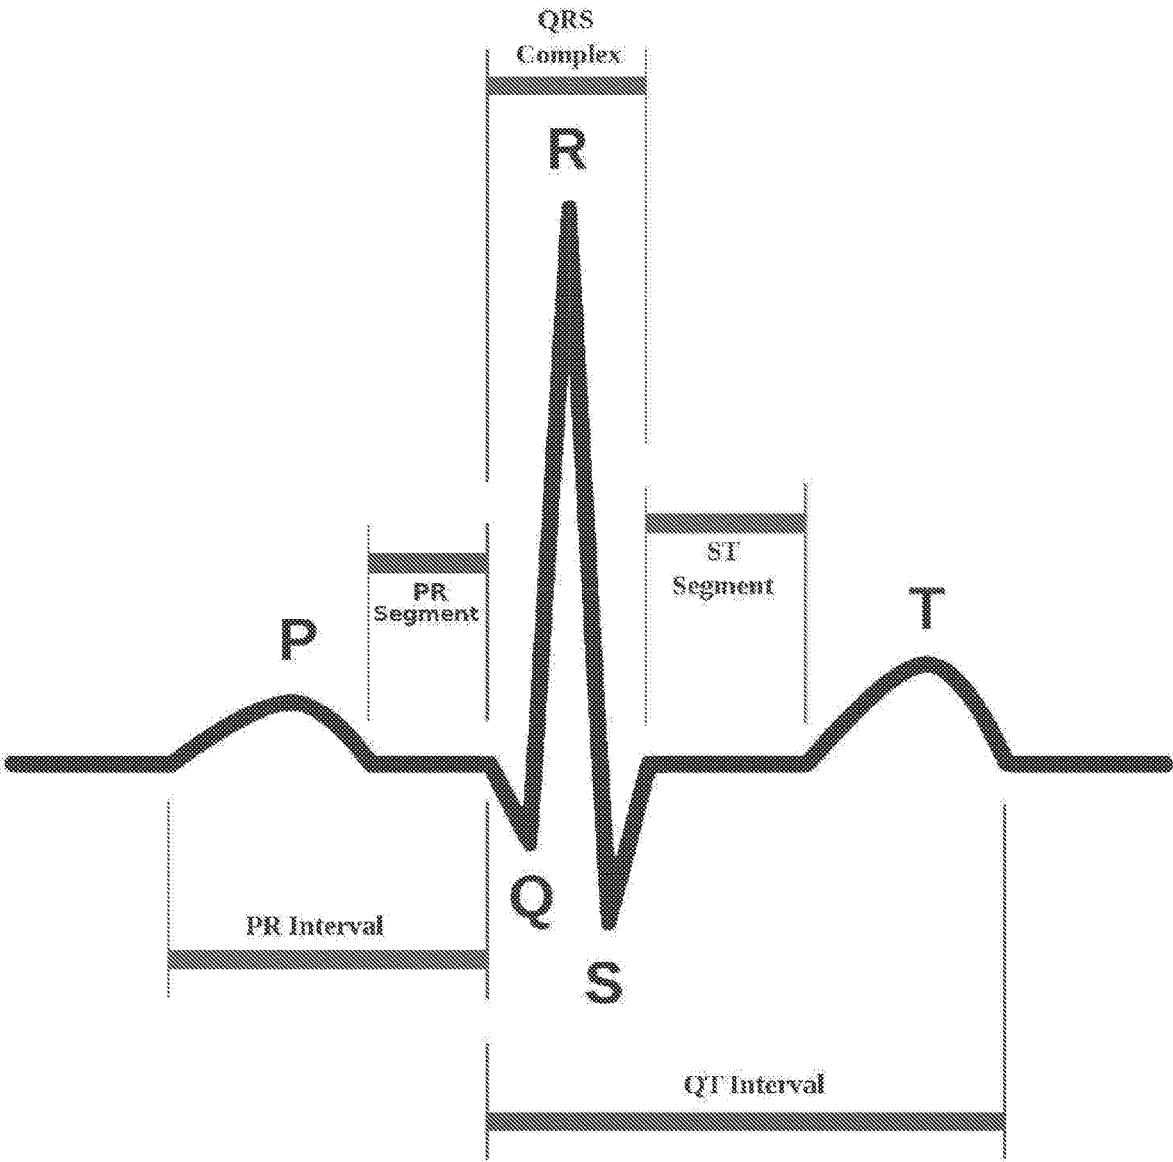 QRS
Complex
R
ST
Segment
PR
Segment
T
P
Q
PR Interval
S
QT Interval